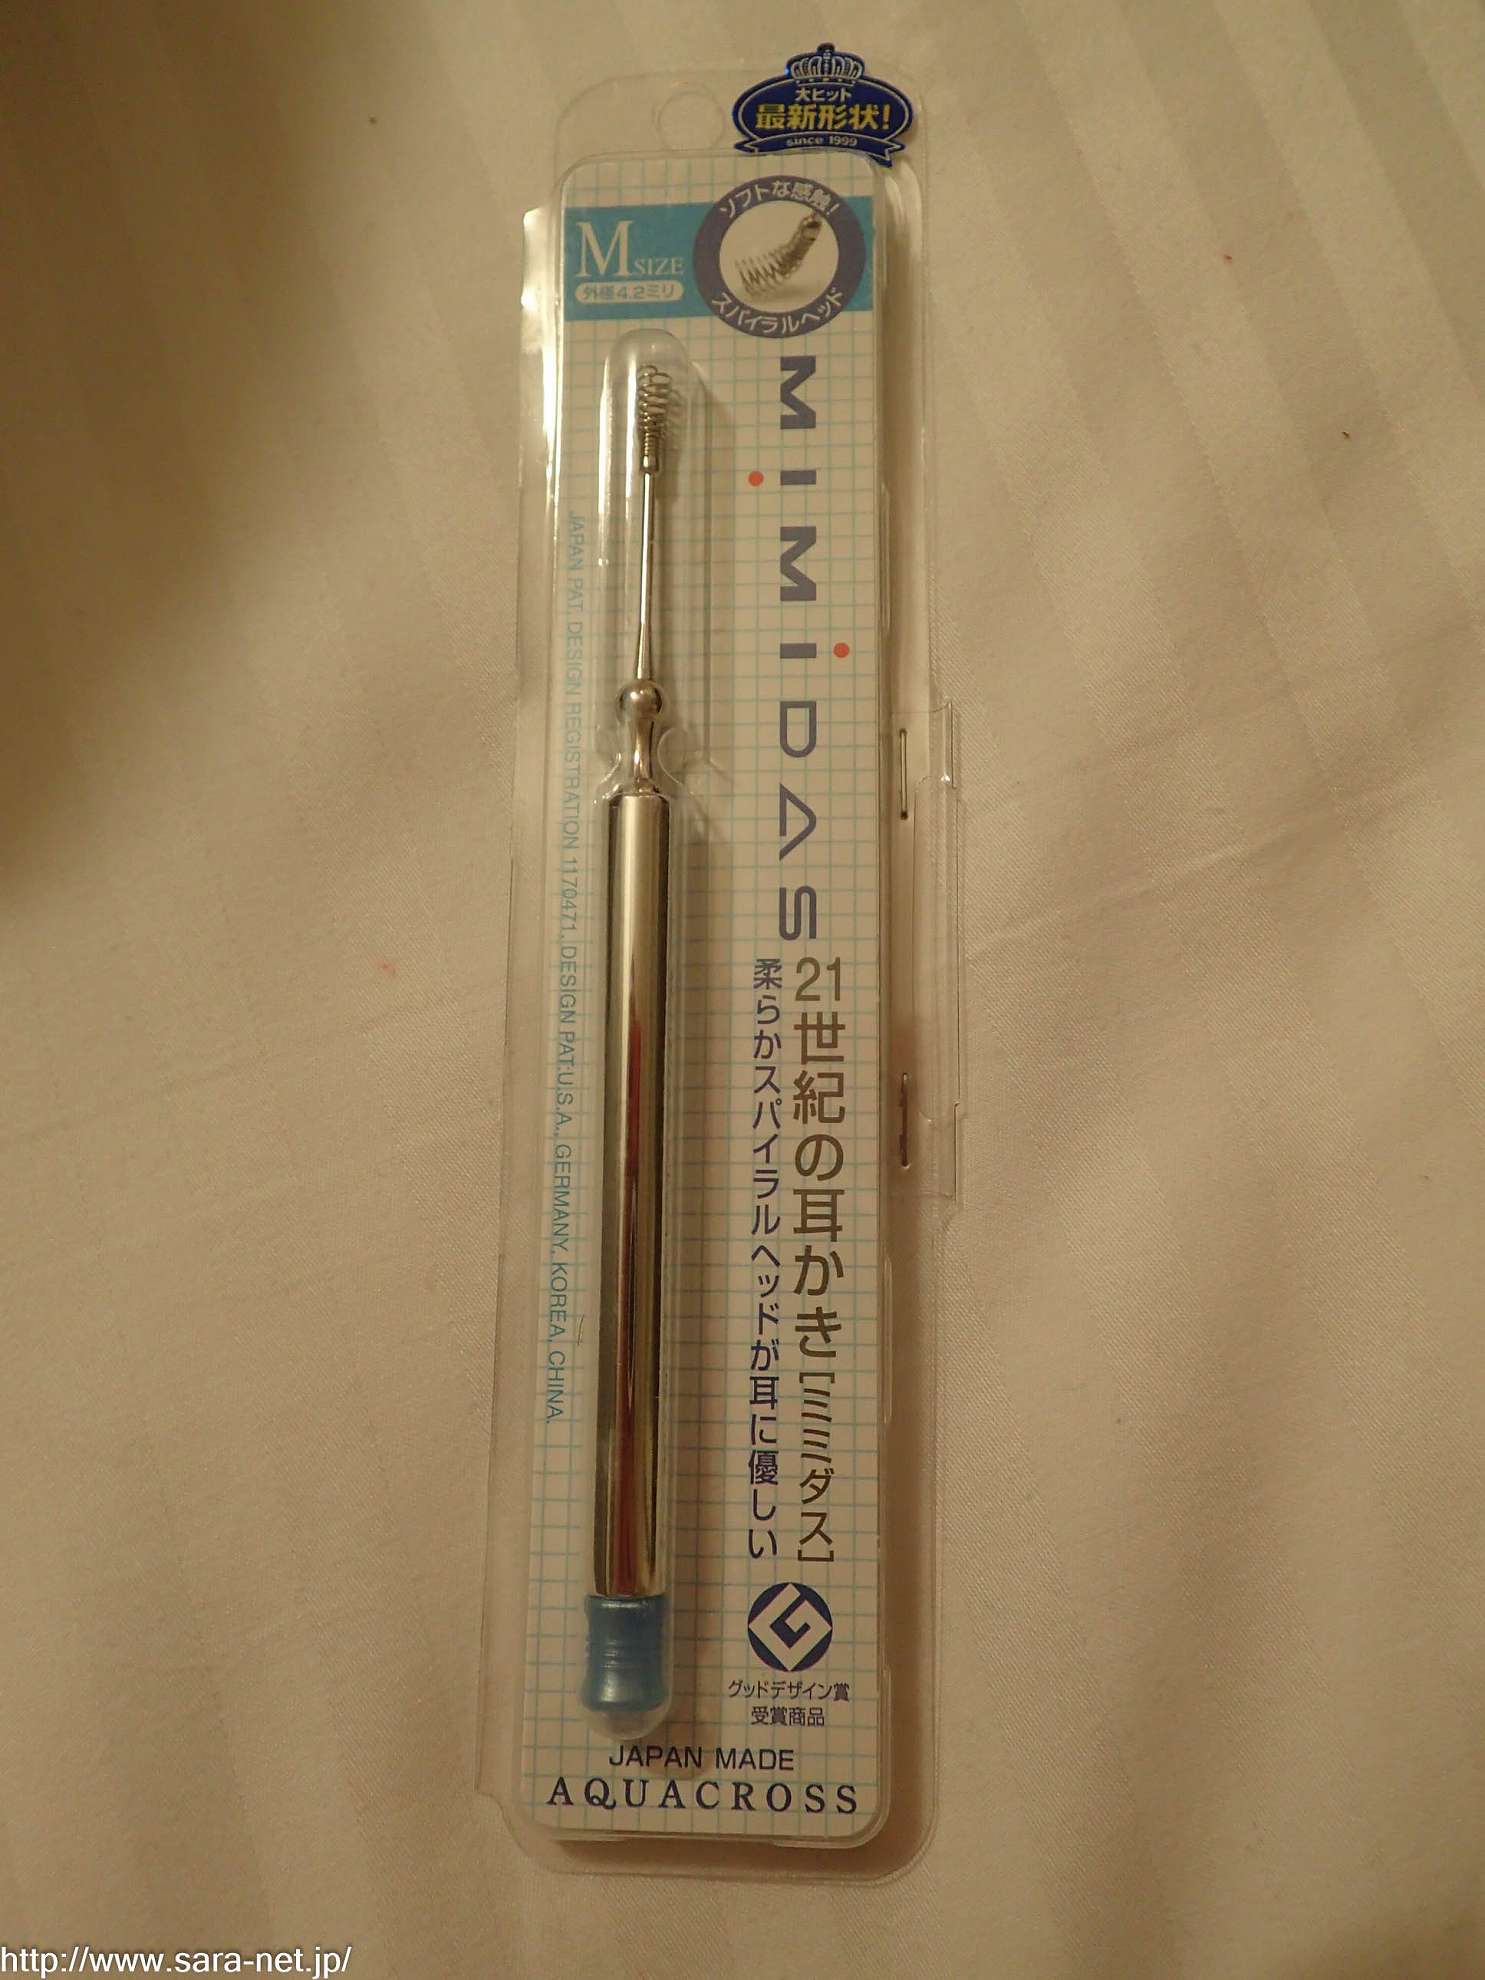 大ヒット
最新形状!
since 1999
M SIZE
外径4.2ミリ
ソフトな感触!
スパイラルヘッド
MiMiDAS
21世紀の耳かき[ミミダス]
柔らかスパイラルヘッドが耳に優しい
JAPAN PAT. DESIGN REGISTRATION 1170471, DESIGN PAT.U.S.A., GERMANY, KOREA, CHINA.
グッドデザイン賞
受賞商品
JAPAN MADE
AQUACROSS
http://www.sara-net.jp/